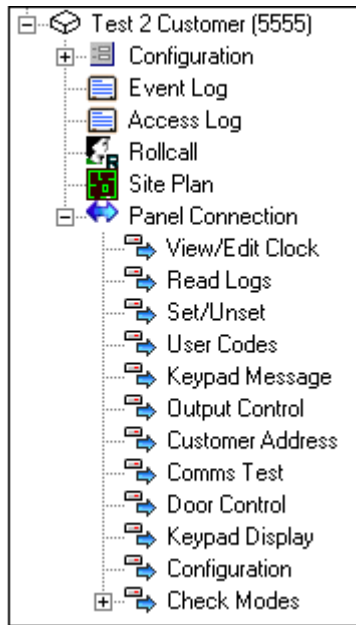 Test 2 Customer (5555)
Configuration
Event Log
Access Log
Rollcall
Site Plan
Panel Connection
View/Edit Clock
Read Logs
Set/Unset
User Codes
Keypad Message
Output Control
Customer Address
Comms Test
Door Control
Keypad Display
Configuration
Check Modes